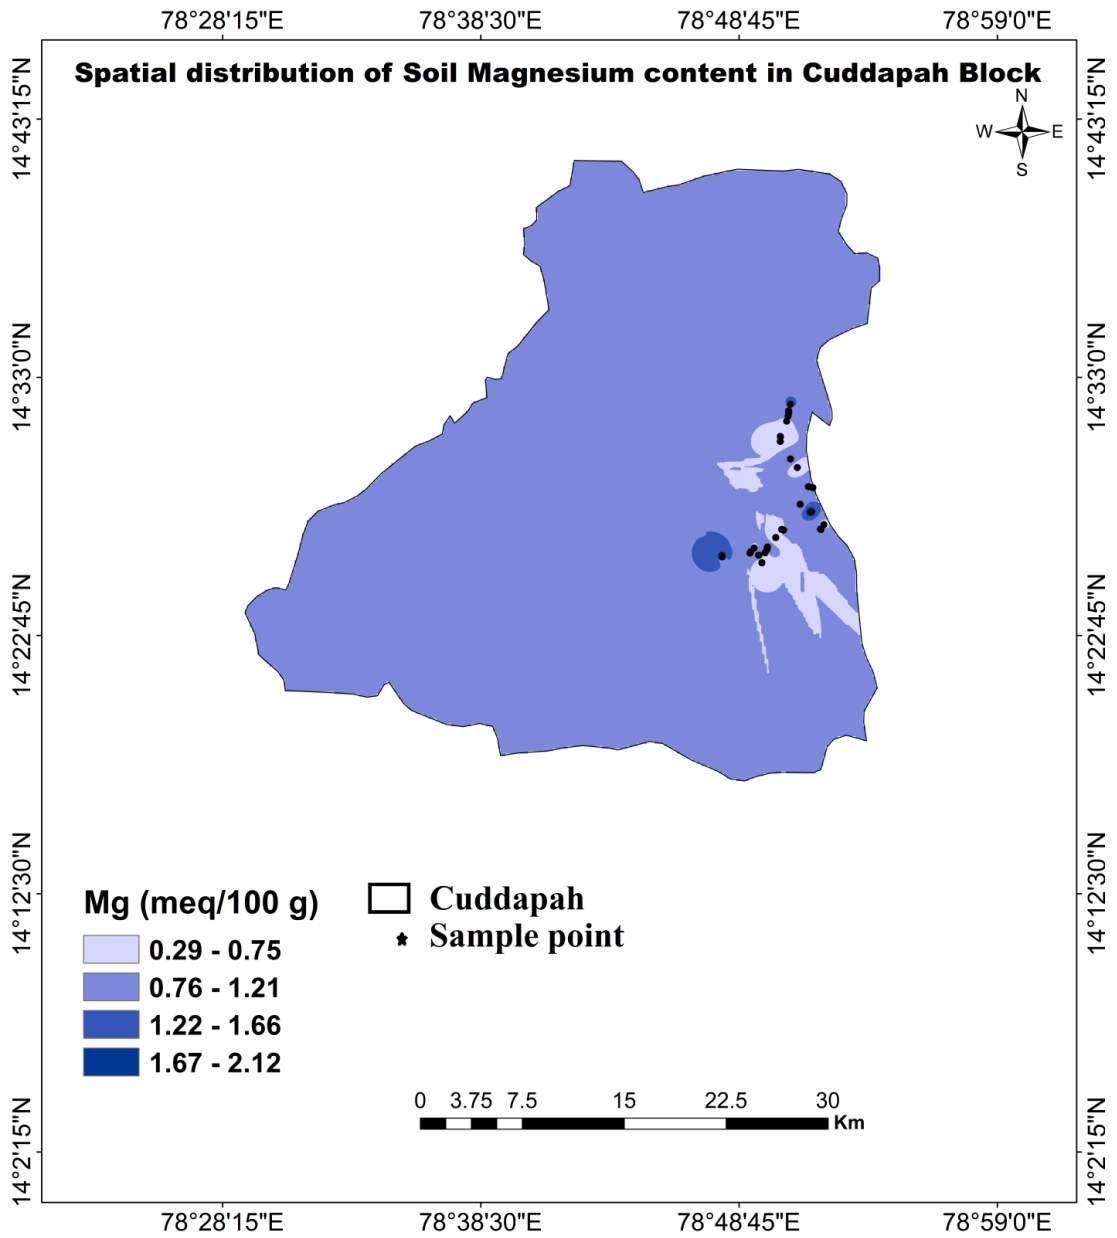 78°28'15"E 78°38'30"E 78°48'45"E 78°59'0"E
Spatial distribution of Soil Magnesium content in Cuddapah Block
N
W E
S
14°43'15"N 14°43'15"N
14°33'0"N 14°33'0"N
14°22'45"N 14°22'45"N
14°12'30"N 14°12'30"N
14°2'15"N 14°2'15"N
Mg (meq/100 g)
0.29 - 0.75
0.76 - 1.21
1.22 - 1.66
1.67 - 2.12
Cuddapah
Sample point
0 3.75 7.5 15 22.5 30
Km
78°28'15"E 78°38'30"E 78°48'45"E 78°59'0"E